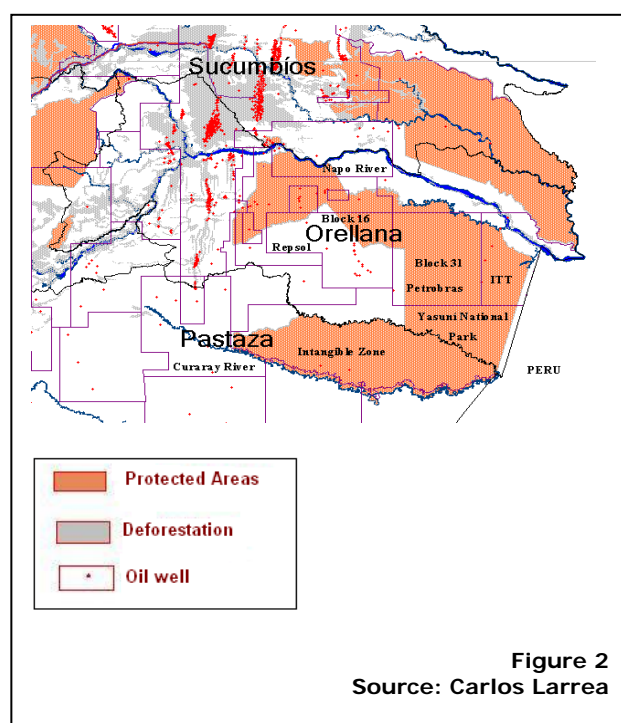 Sucumbíos
Napo River
Block 16
Orellana
Repsol
Block 31
ITT
Petrobras
Yasuni National
Park
Pastaza
Intangible Zone
Curaray River
PERU
Protected Areas
Deforestation
Oil well
Figure 2
Source: Carlos Larrea